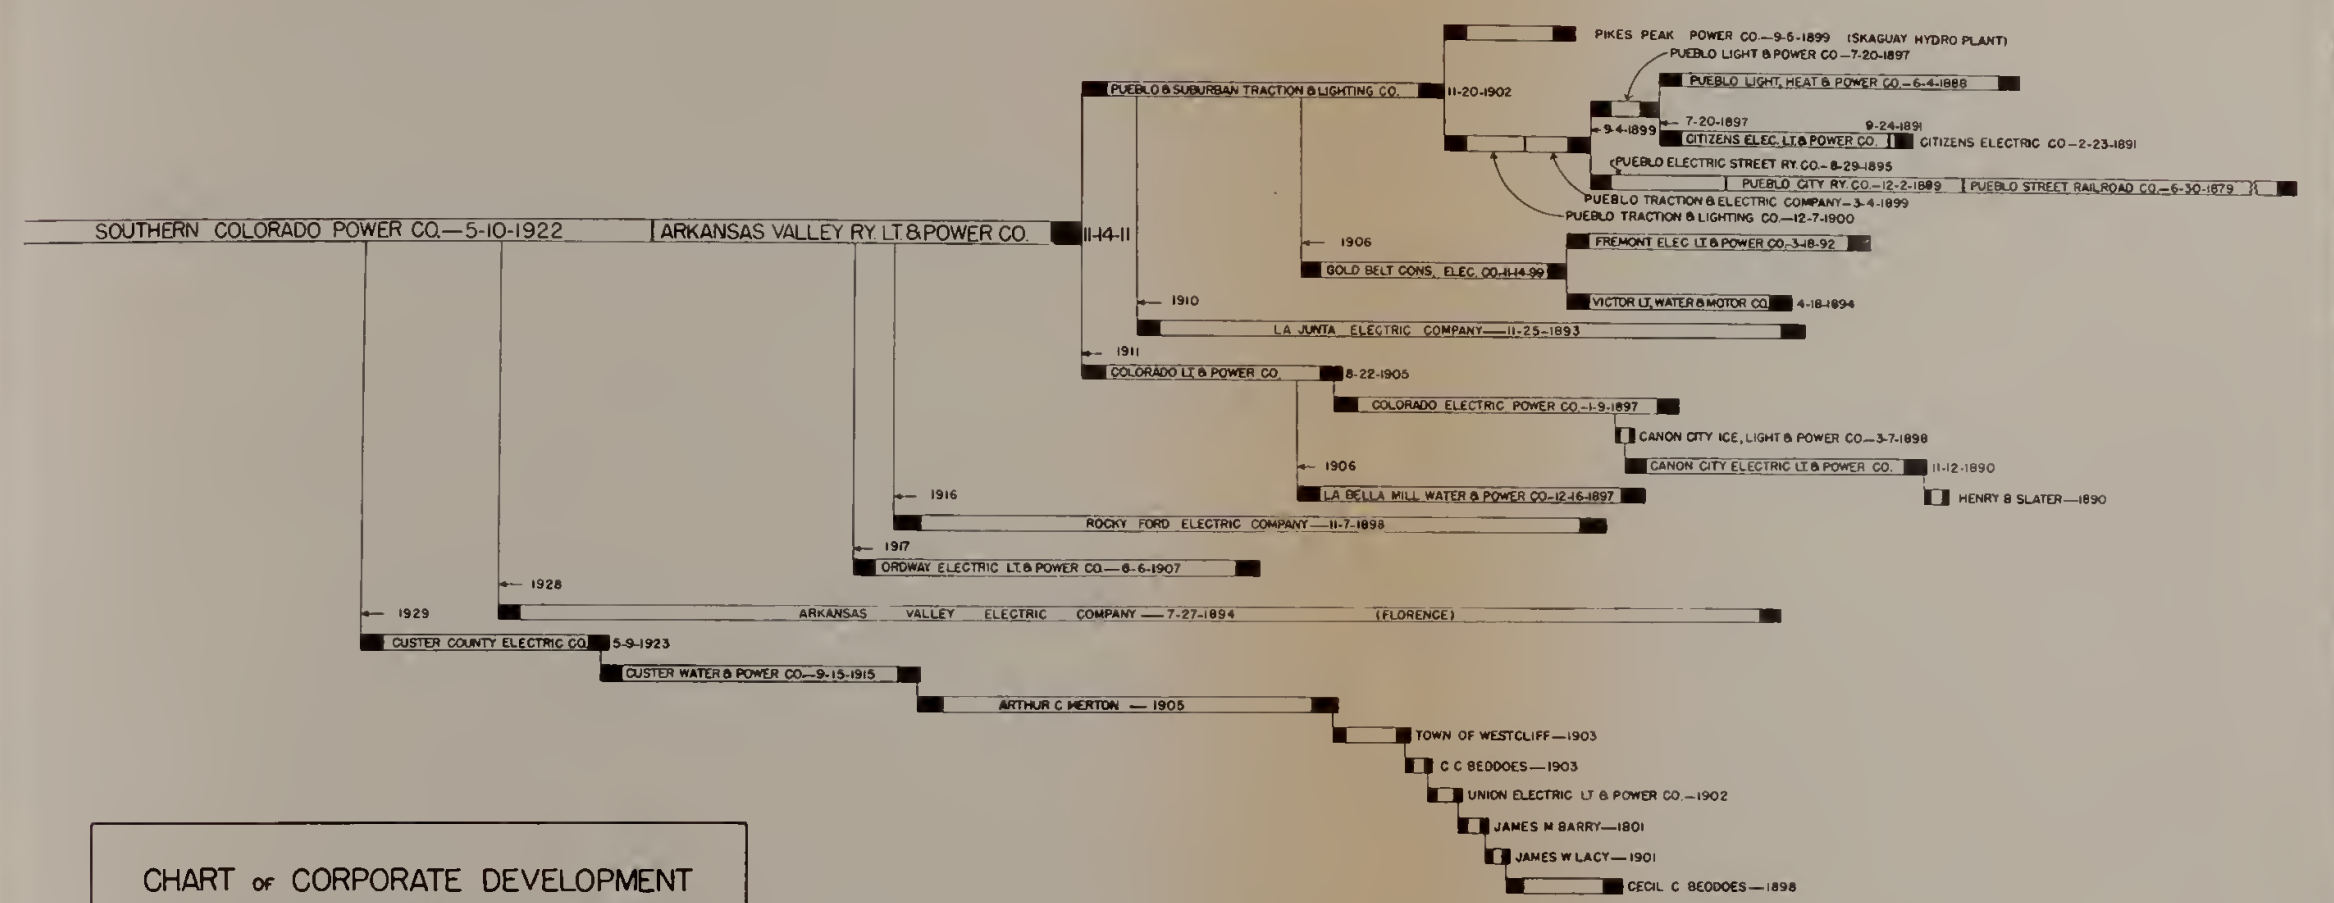 PIKES PEAK POWER CO.—9-6-1899 (SKAGUAY HYDRO PLANT)
PUEBLO LIGHT & POWER CO—7-20-1897
PUEBLO LIGHT, HEAT & POWER CO.—6-4-1888
PUEBLO & SUBURBAN TRACTION & LIGHTING CO. 11-20-1902
9-4-1899
7-20-1897
9-24-1891
CITIZENS ELEC. LT. & POWER CO. CITIZENS ELECTRIC CO—2-23-1891
PUEBLO ELECTRIC STREET RY. CO.—8-29-1895
PUEBLO CITY RY. CO.—12-2-1889 PUEBLO STREET RAILROAD CO.—6-30-1879
PUEBLO TRACTION & ELECTRIC COMPANY—3-4-1899
PUEBLO TRACTION & LIGHTING CO.—12-7-1900
SOUTHERN COLORADO POWER CO.—5-10-1922 ARKANSAS VALLEY RY. LT. & POWER CO. 11-14-11
1906
FREMONT ELEC LT. & POWER CO.-3-18-92
GOLD BELT CONS. ELEC. CO.-11-14-99
1910
VICTOR LT, WATER & MOTOR CO. 4-18-1894
LA JUNTA ELECTRIC COMPANY—11-25-1893
1911
COLORADO LT. & POWER CO. 8-22-1905
COLORADO ELECTRIC POWER CO.-1-9-1897
CANON CITY ICE, LIGHT & POWER CO—3-7-1898
1906
CANON CITY ELECTRIC LT. & POWER CO. 11-12-1890
1916
LA BELLA MILL WATER & POWER CO-12-16-1897
HENRY B SLATER—1890
ROCKY FORD ELECTRIC COMPANY—11-7-1898
1917
ORDWAY ELECTRIC LT. & POWER CO.—6-6-1907
1928
1929
ARKANSAS VALLEY ELECTRIC COMPANY—7-27-1894 (FLORENCE)
CUSTER COUNTY ELECTRIC CO. 5-9-1923
CUSTER WATER & POWER CO.—9-15-1915
ARTHUR C MERTON — 1905
TOWN OF WESTCLIFF—1903
C C BEDDOES—1903
UNION ELECTRIC LT & POWER CO.—1902
JAMES M BARRY—1801
JAMES W LACY—1901
CECIL C BEDDOES—1898
CHART OF CORPORATE DEVELOPMENT